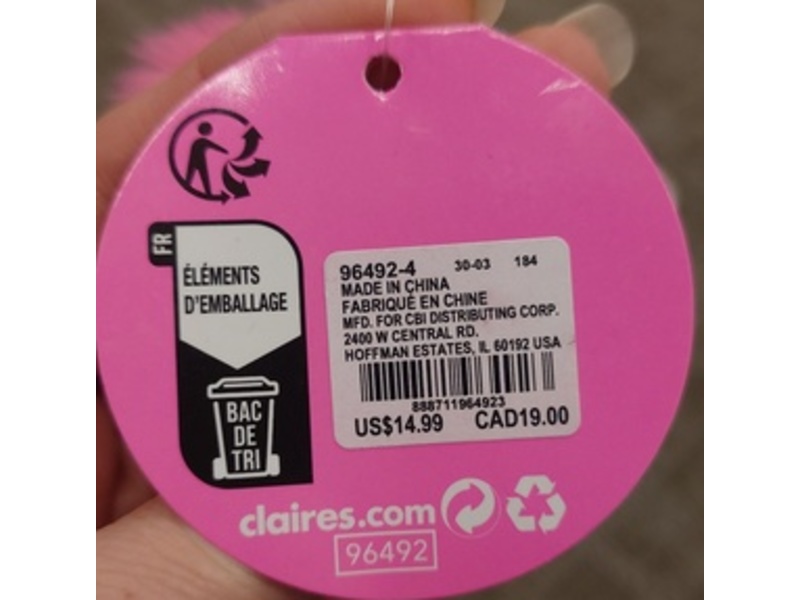 FR
ÉLÉMENTS
D'EMBALLAGE
BAC
DE
TRI
96492-4 30-03 184
MADE IN CHINA
FABRIQUÉ EN CHINE
MFD. FOR CBI DISTRIBUTING CORP.
2400 W CENTRAL RD.
HOFFMAN ESTATES, IL 60192 USA
888711964923
US$14.99 CAD19.00
claires.com
96492